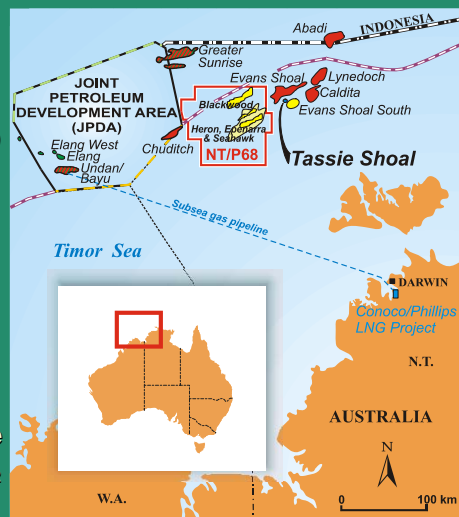 Abadi
INDONESIA
Greater
Sunrise
JOINT
PETROLEUM
DEVELOPMENT AREA
(JPDA)
Evans Shoal
Lynedoch
Caldita
Blackwood
Evans Shoal South
Heron, Epenarra
& Seahawk
NT/P68
Chuditch
Elang West
Elang
Undan/
Bayu
Tassie Shoal
Subsea gas pipeline
Timor Sea
DARWIN
Conoco/Phillips
LNG Project
N.T.
AUSTRALIA
N
W.A.
0
100 km